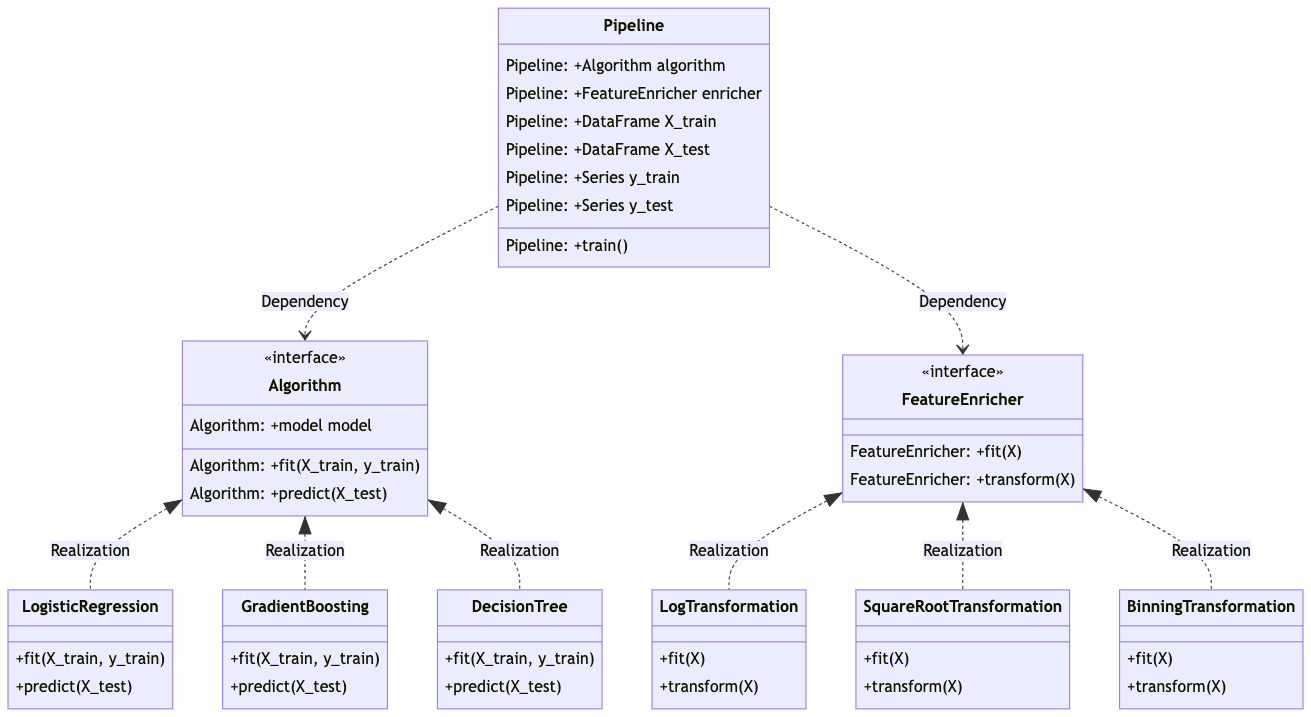 Pipeline
Pipeline: +Algorithm algorithm
Pipeline: +FeatureEnricher enricher
Pipeline: +DataFrame X_train
Pipeline: +DataFrame X_test
Pipeline: +Series y_train
Pipeline: +Series y_test
Pipeline: +train()
Dependency
Dependency
«interface»
Algorithm
Algorithm: +model model
Algorithm: +fit(X_train, y_train)
Algorithm: +predict(X_test)
«interface»
FeatureEnricher
FeatureEnricher: +fit(X)
FeatureEnricher: +transform(X)
Realization
Realization
Realization
Realization
Realization
Realization
LogisticRegression
+fit(X_train, y_train)
+predict(X_test)
GradientBoosting
+fit(X_train, y_train)
+predict(X_test)
DecisionTree
+fit(X_train, y_train)
+predict(X_test)
LogTransformation
+fit(X)
+transform(X)
SquareRootTransformation
+fit(X)
+transform(X)
BinningTransformation
+fit(X)
+transform(X)